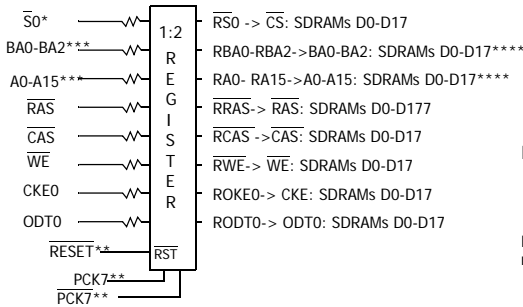 S0* RS0 -> CS: SDRAMs D0-D17
1:2
BA0-BA2*** RBA0-RBA2->BA0-BA2: SDRAMs D0-D17****
A0-A15*** RA0- RA15->A0-A15: SDRAMs D0-D17****
RAS RRAS-> RAS: SDRAMs D0-D177
CAS RCAS ->CAS: SDRAMs D0-D17
WE RWE-> WE: SDRAMs D0-D17
CKE0 ROKE0-> CKE: SDRAMs D0-D17
ODT0 RODT0-> ODT0: SDRAMs D0-D17
REGISTER
RESET** RST
PCK7**
PCK7**